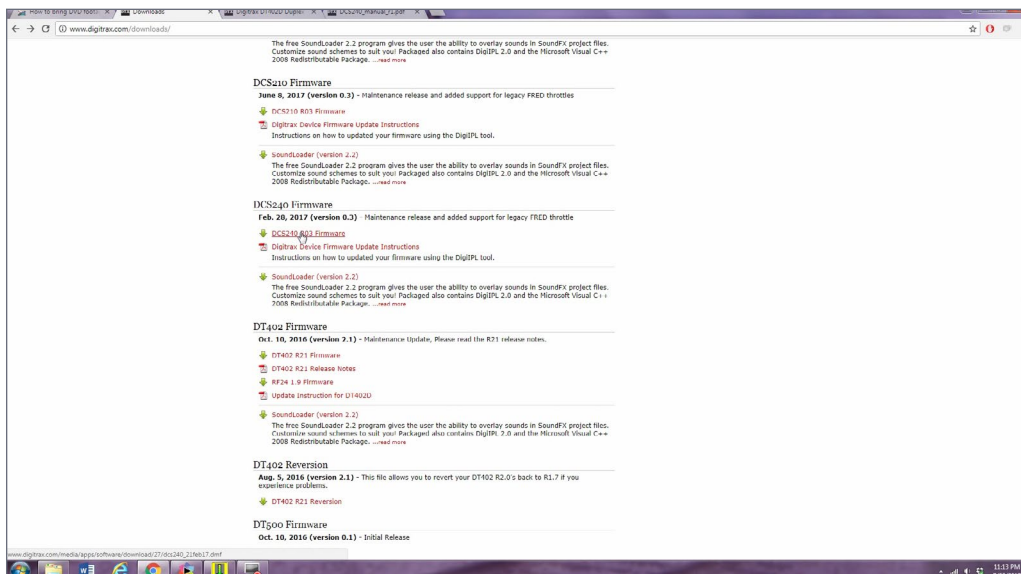 How to bring DVD foota
Downloads
Digitrax DT402D Duplex
DCS240_manual_r1.pdf
www.digitrax.com/downloads/
The free SoundLoader 2.2 program gives the user the ability to overlay sounds in SoundFX project files.
Customize sound schemes to suit you! Packaged also contains DigiIPL 2.0 and the Microsoft Visual C++
2008 Redistributable Package. ...read more
DCS210 Firmware
June 8, 2017 (version 0.3) - Maintenance release and added support for legacy FRED throttles
DCS210 R03 Firmware
Digitrax Device Firmware Update Instructions
Instructions on how to updated your firmware using the DigiIPL tool.
SoundLoader (version 2.2)
The free SoundLoader 2.2 program gives the user the ability to overlay sounds in SoundFX project files.
Customize sound schemes to suit you! Packaged also contains DigiIPL 2.0 and the Microsoft Visual C++
2008 Redistributable Package. ...read more
DCS240 Firmware
Feb. 28, 2017 (version 0.3) - Maintenance release and added support for legacy FRED throttle
DCS240 R03 Firmware
Digitrax Device Firmware Update Instructions
Instructions on how to updated your firmware using the DigiIPL tool.
SoundLoader (version 2.2)
The free SoundLoader 2.2 program gives the user the ability to overlay sounds in SoundFX project files.
Customize sound schemes to suit you! Packaged also contains DigiIPL 2.0 and the Microsoft Visual C++
2008 Redistributable Package. ...read more
DT402 Firmware
Oct. 10, 2016 (version 2.1) - Maintenance Update, Please read the R21 release notes.
DT402 R21 Firmware
DT402 R21 Release Notes
RF24 1.9 Firmware
Update Instruction for DT402D
SoundLoader (version 2.2)
The free SoundLoader 2.2 program gives the user the ability to overlay sounds in SoundFX project files.
Customize sound schemes to suit you! Packaged also contains DigiIPL 2.0 and the Microsoft Visual C++
2008 Redistributable Package. ...read more
DT402 Reversion
Aug. 5, 2016 (version 2.1) - This file allows you to revert your DT402 R2.0's back to R1.7 if you
experience problems.
DT402 R21 Reversion
DT500 Firmware
Oct. 10, 2016 (version 0.1) - Initial Release
www.digitrax.com/media/apps/software/download/27/dcs240_21feb17.dmf
11:13 PM